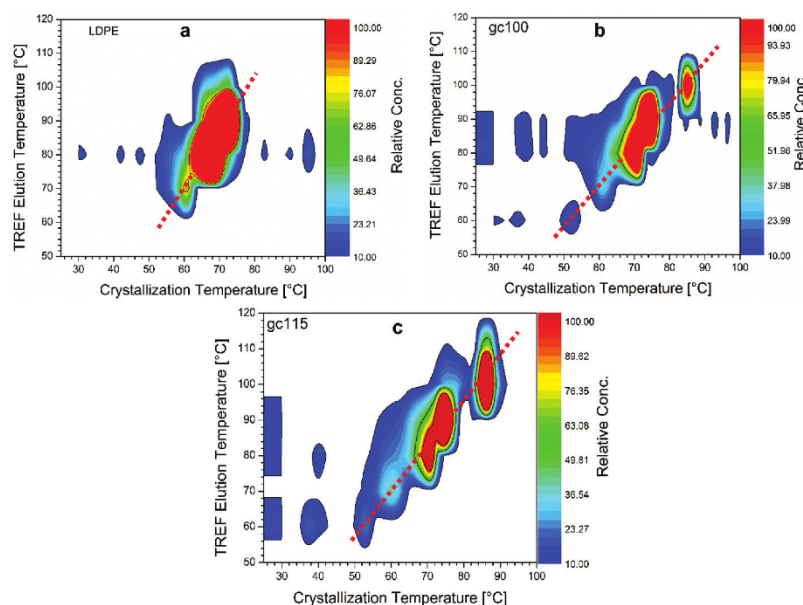 LDPE
a
TREF Elution Temperature [°C]
120
110
100
90
80
70
60
50
30 40 50 60 70 80 90 100
Crystallization Temperature [°C]
100.00
89.29
76.07
62.86
49.64
36.43
23.21
10.00
Relative Conc.
gc100
b
TREF Elution Temperature [°C]
120
110
100
90
80
70
60
50
30 40 50 60 70 80 90 100
Crystallization Temperature [°C]
100.00
93.93
79.94
65.95
51.96
37.98
23.99
10.00
Relative Conc.
gc115
c
TREF Elution Temperature [°C]
120
110
100
90
80
70
60
50
30 40 50 60 70 80 90 100
Crystallization Temperature [°C]
100.00
89.62
76.35
63.08
49.81
36.54
23.27
10.00
Relative Conc.